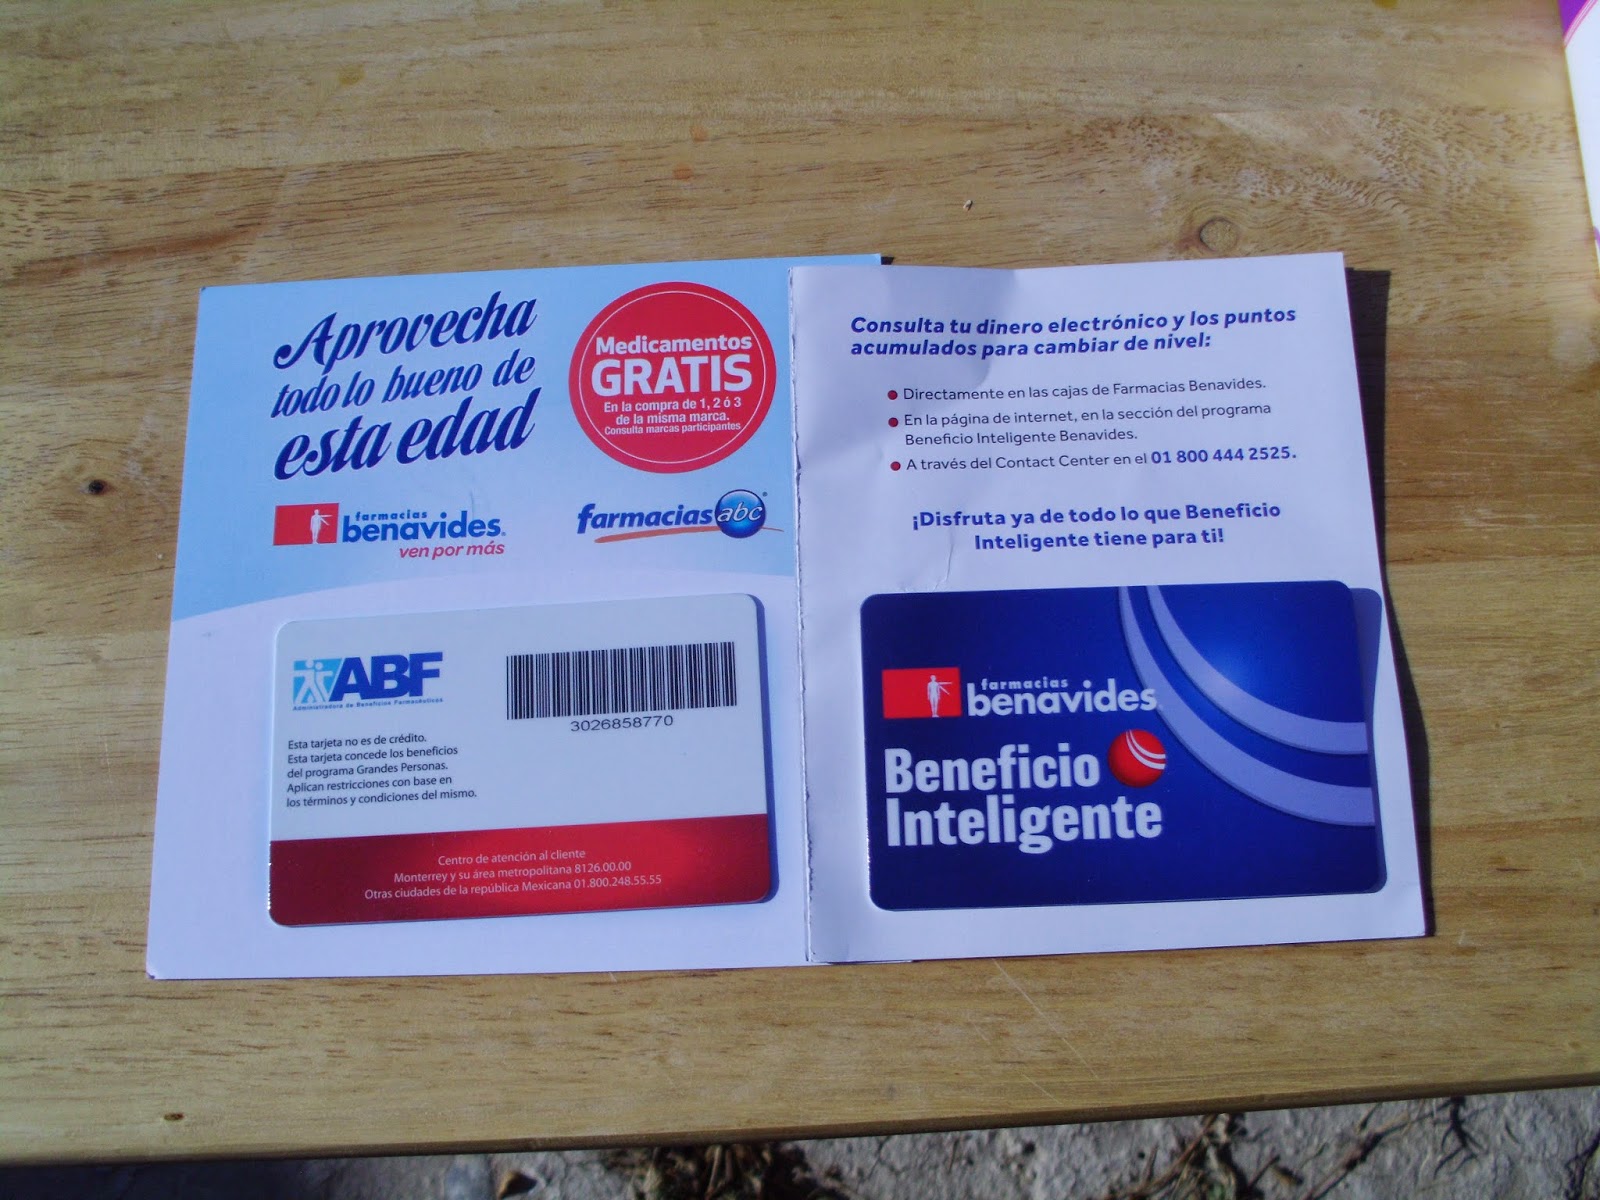 Aprovecha
todo lo bueno de
esta edad
Medicamentos
GRATIS
En la compra de 1, 2 ó 3
de la misma marca.
Consulta marcas participantes
farmacias
benavides®
ven por más
farmacias abc®
ABF
Administradora de Beneficios Farmacéuticos
3026858770
Esta tarjeta no es de crédito.
Esta tarjeta concede los beneficios
del programa Grandes Personas.
Aplican restricciones con base en
los términos y condiciones del mismo.
Centro de atención al cliente
Monterrey y su área metropolitana 8126.00.00
Otras ciudades de la república Mexicana 01.800.248.55.55
Consulta tu dinero electrónico y los puntos
acumulados para cambiar de nivel:
• Directamente en las cajas de Farmacias Benavides.
• En la página de internet, en la sección del programa
Beneficio Inteligente Benavides.
• A través del Contact Center en el 01 800 444 2525.
¡Disfruta ya de todo lo que Beneficio
Inteligente tiene para ti!
farmacias
benavides
Beneficio
Inteligente